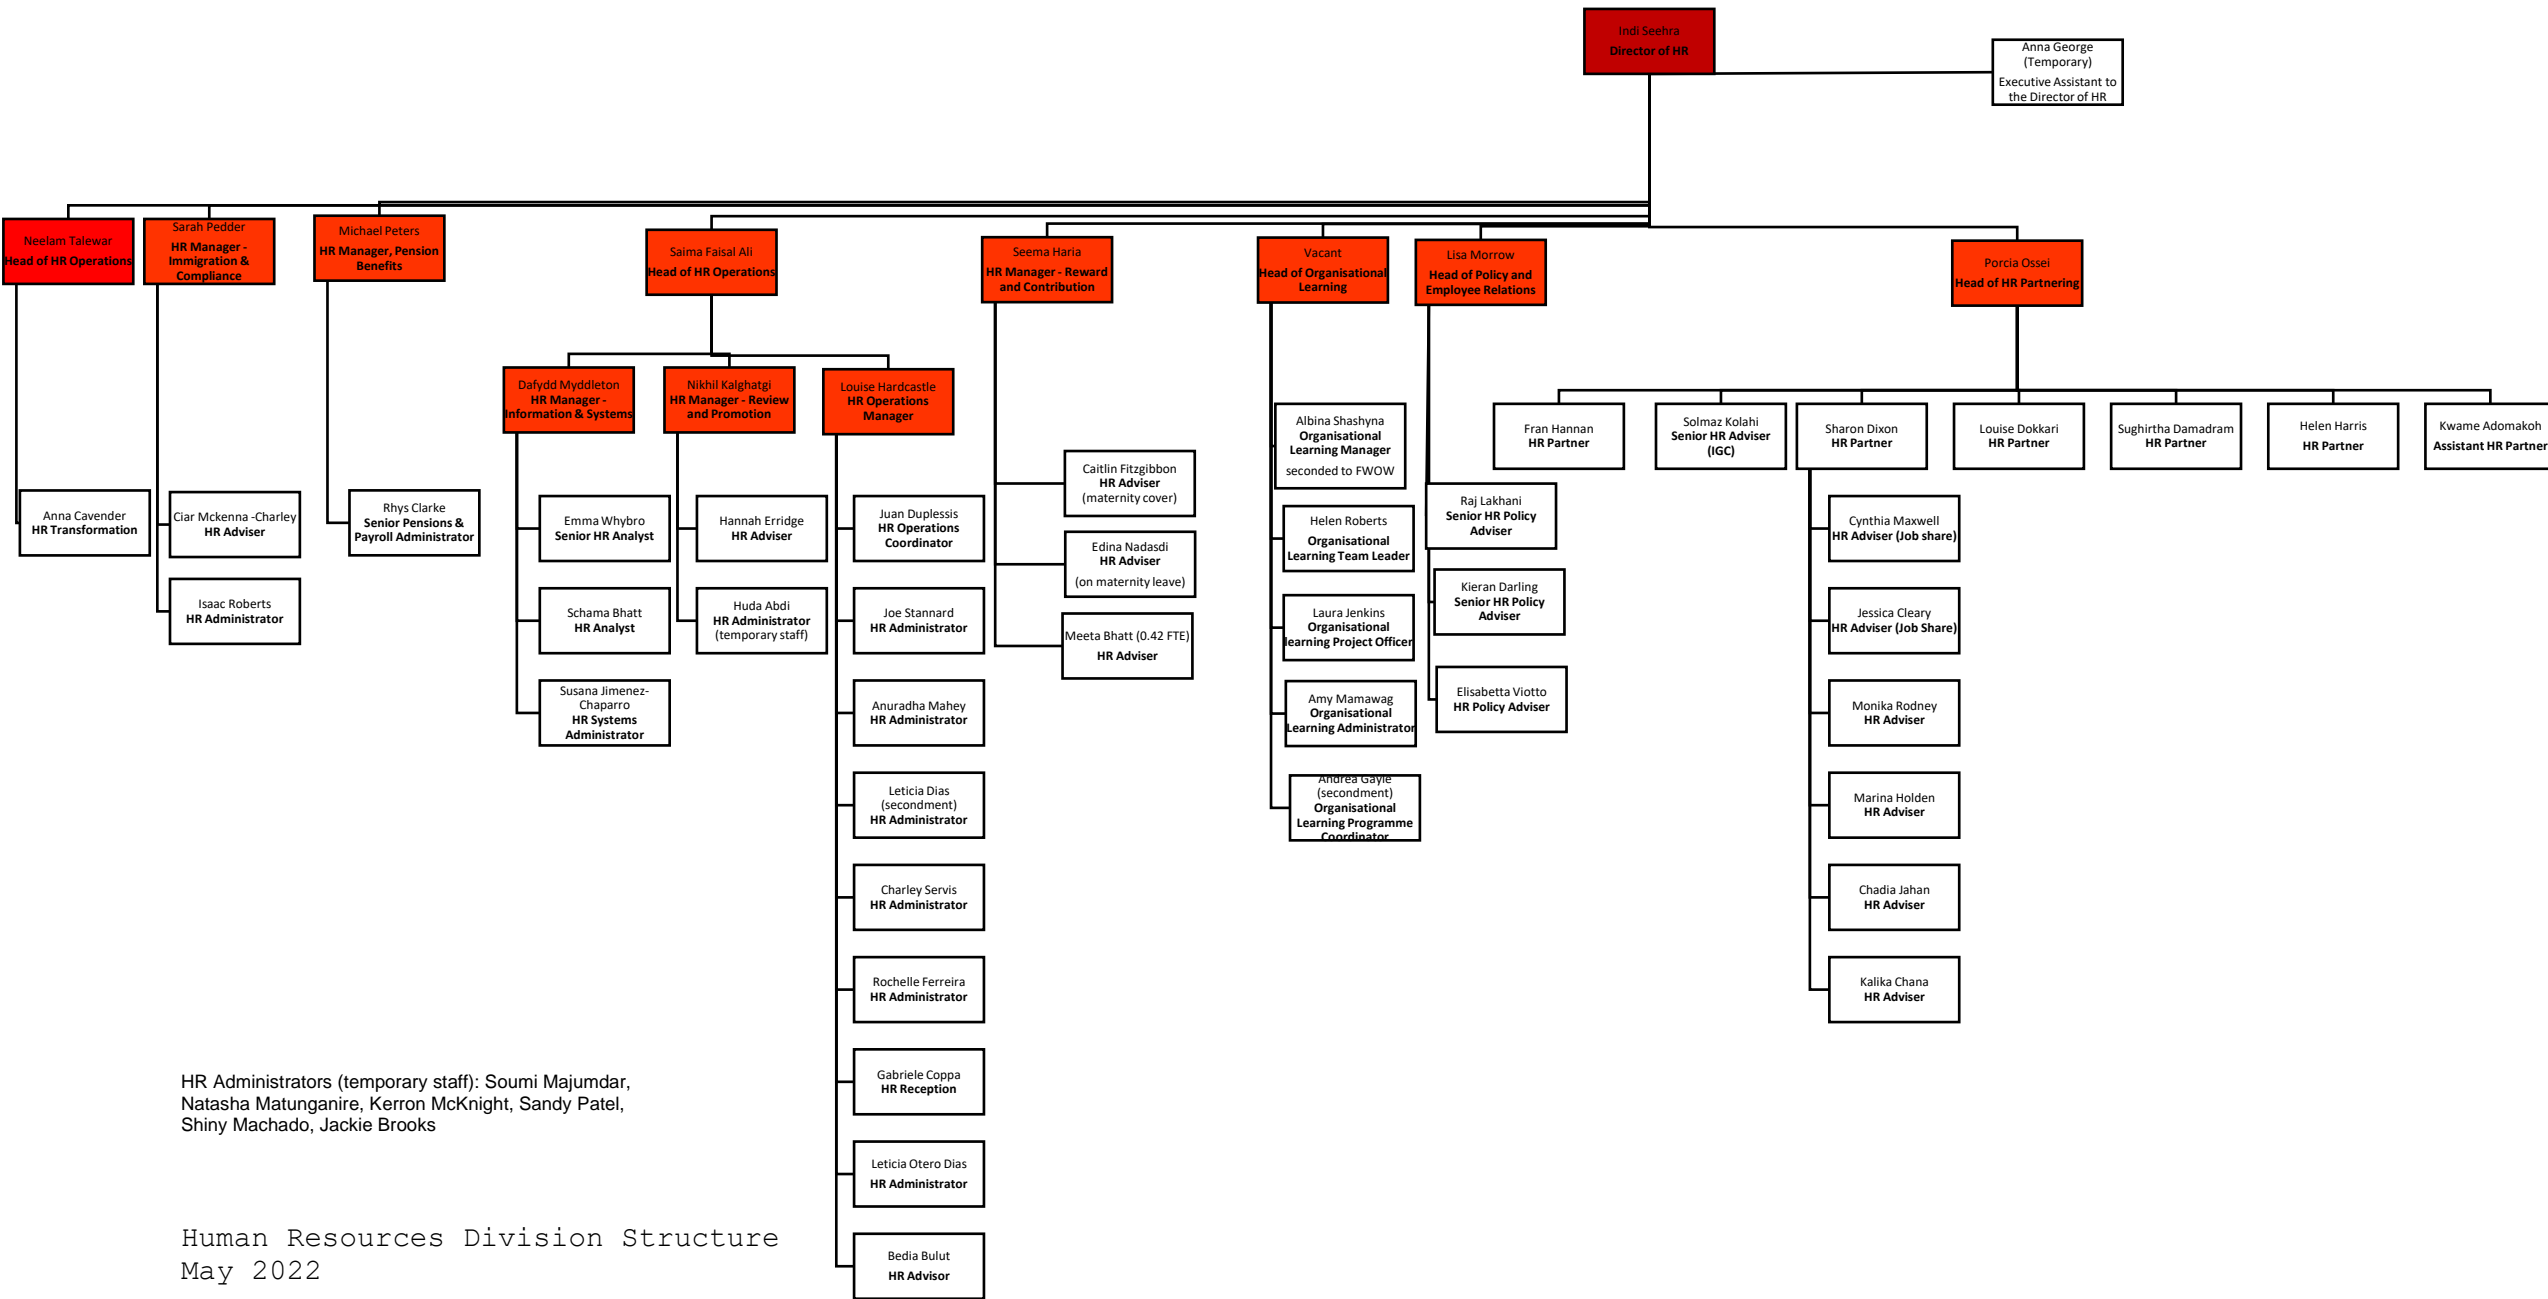 Indi Seehra
Director of HR
Anna George
(Temporary)
Executive Assistant to
the Director of HR
Neelam Talewar
Head of HR Operations
Sarah Pedder
HR Manager -
Immigration &
Compliance
Michael Peters
HR Manager, Pension
Benefits
Saima Faisal Ali
Head of HR Operations
Seema Haria
HR Manager - Reward
and Contribution
Vacant
Head of Organisational
Learning
Lisa Morrow
Head of Policy and
Employee Relations
Porcia Ossei
Head of HR Partnering
Dafydd Myddleton
HR Manager -
Information & Systems
Nikhil Kalghatgi
HR Manager - Review
and Promotion
Louise Hardcastle
HR Operations
Manager
Albina Shashyna
Organisational
Learning Manager
seconded to FWOW
Fran Hannan
HR Partner
Solmaz Kolahi
Senior HR Adviser
(IGC)
Sharon Dixon
HR Partner
Louise Dokkari
HR Partner
Sughirtha Damadram
HR Partner
Helen Harris
HR Partner
Kwame Adomakoh
Assistant HR Partner
Anna Cavender
HR Transformation
Ciar Mckenna -Charley
HR Adviser
Isaac Roberts
HR Administrator
Rhys Clarke
Senior Pensions &
Payroll Administrator
Emma Whybro
Senior HR Analyst
Schama Bhatt
HR Analyst
Susana Jimenez-
Chaparro
HR Systems
Administrator
Hannah Erridge
HR Adviser
Huda Abdi
HR Administrator
(temporary staff)
Juan Duplessis
HR Operations
Coordinator
Joe Stannard
HR Administrator
Anuradha Mahey
HR Administrator
Leticia Dias
(secondment)
HR Administrator
Charley Servis
HR Administrator
Rochelle Ferreira
HR Administrator
Gabriele Coppa
HR Reception
Leticia Otero Dias
HR Administrator
Bedia Bulut
HR Advisor
Caitlin Fitzgibbon
HR Adviser
(maternity cover)
Edina Nadasdi
HR Adviser
(on maternity leave)
Meeta Bhatt (0.42 FTE)
HR Adviser
Helen Roberts
Organisational
Learning Team Leader
Laura Jenkins
Organisational
learning Project Officer
Amy Mamawag
Organisational
Learning Administrator
Andrea Gayle
(secondment)
Organisational
Learning Programme
Coordinator
Raj Lakhani
Senior HR Policy
Adviser
Kieran Darling
Senior HR Policy
Adviser
Elisabetta Viotto
HR Policy Adviser
Cynthia Maxwell
HR Adviser (Job share)
Jessica Cleary
HR Adviser (Job Share)
Monika Rodney
HR Adviser
Marina Holden
HR Adviser
Chadia Jahan
HR Adviser
Kalika Chana
HR Adviser
HR Administrators (temporary staff): Soumi Majumdar,
Natasha Matunganire, Kerron McKnight, Sandy Patel,
Shiny Machado, Jackie Brooks
Human Resources Division Structure
May 2022